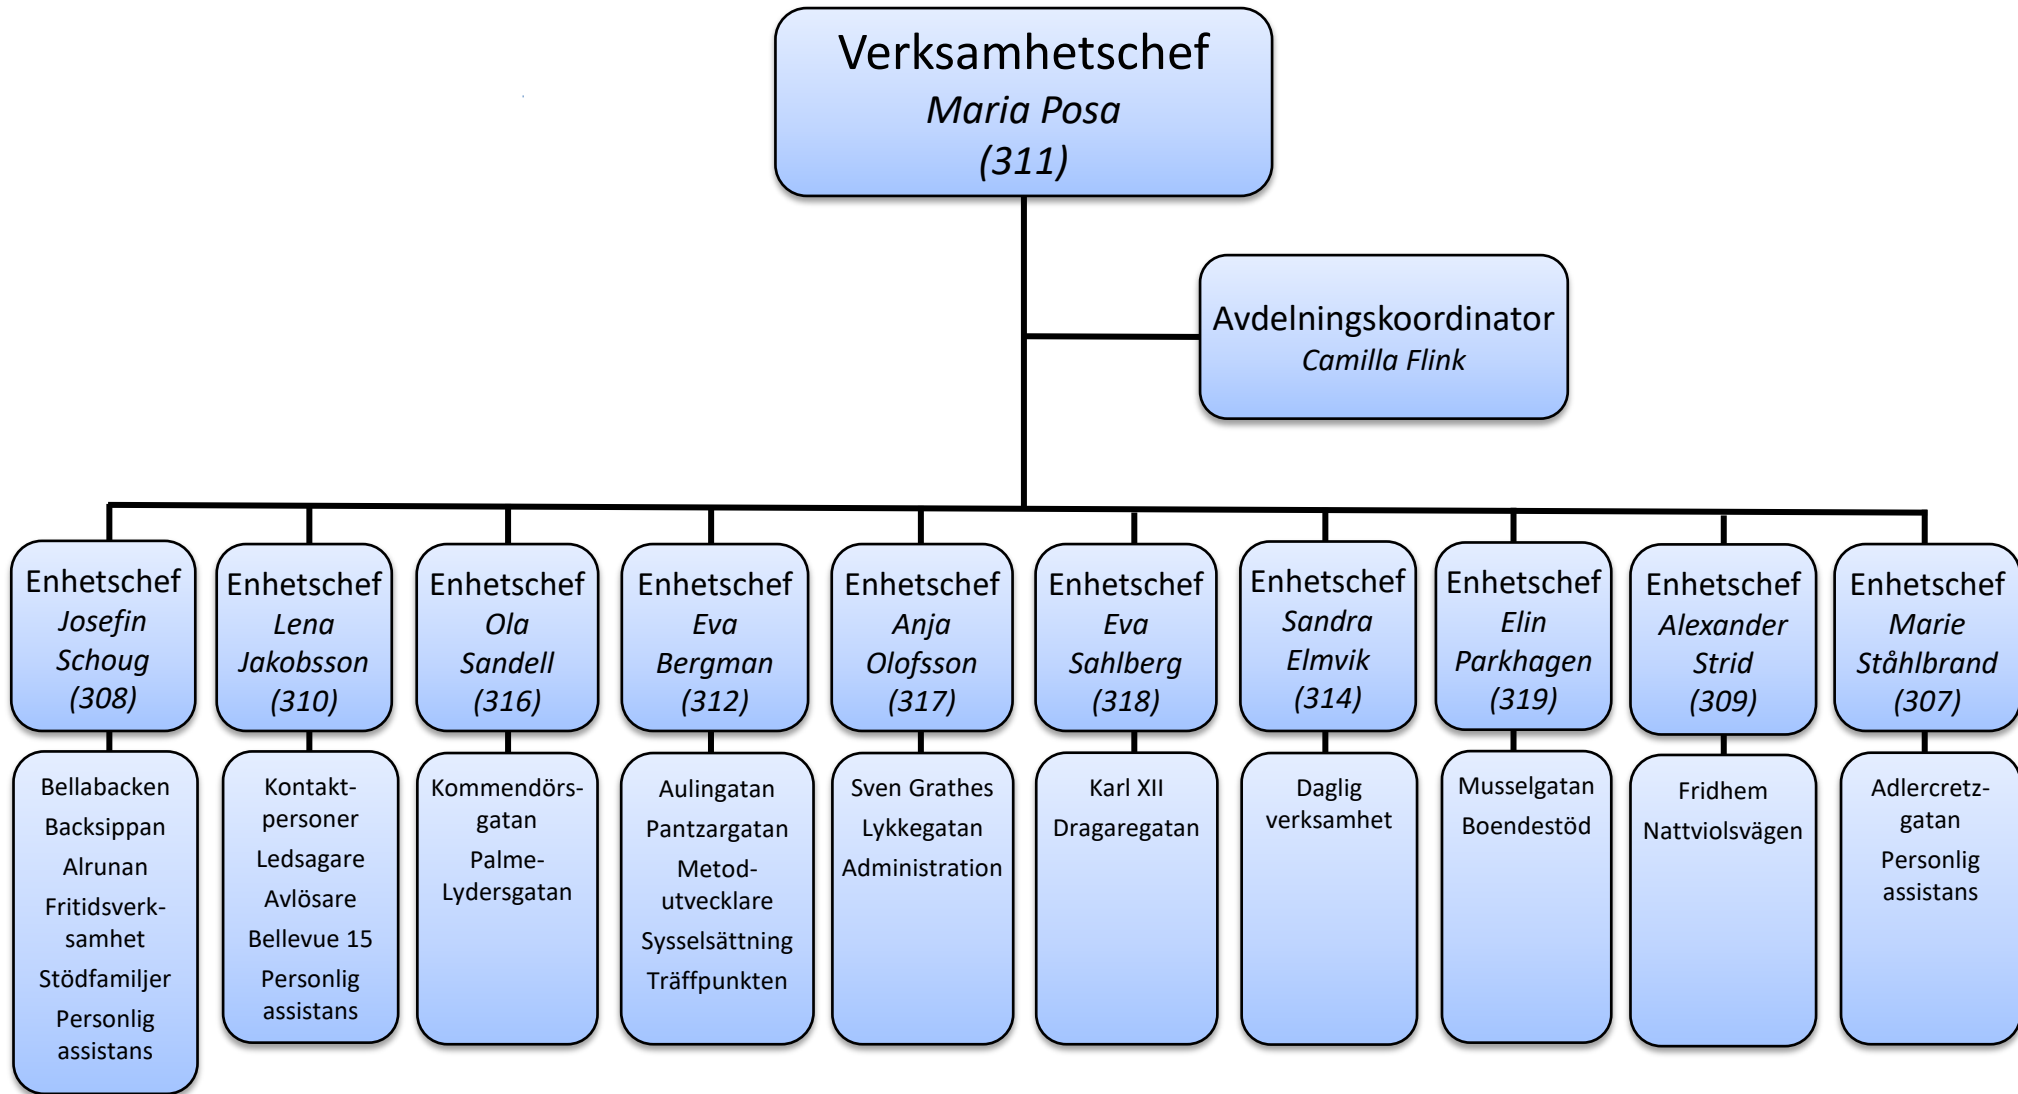 Verksamhetschef
Maria Posa
(311)
Avdelningskoordinator
Camilla Flink
Enhetschef
Josefin
Schoug
(308)
Enhetschef
Lena
Jakobsson
(310)
Enhetschef
Ola
Sandell
(316)
Enhetschef
Eva
Bergman
(312)
Enhetschef
Anja
Olofsson
(317)
Enhetschef
Eva
Sahlberg
(318)
Enhetschef
Sandra
Elmvik
(314)
Enhetschef
Elin
Parkhagen
(319)
Enhetschef
Alexander
Strid
(309)
Enhetschef
Marie
Ståhlbrand
(307)
Bellabacken
Backsippan
Alrunan
Fritidsverk-
samhet
Stödfamiljer
Personlig
assistans
Kontakt-
personer
Ledsagare
Avlösare
Bellevue 15
Personlig
assistans
Kommendörs-
gatan
Palme-
Lydersgatan
Aulingatan
Pantzargatan
Metod-
utvecklare
Sysselsättning
Träffpunkten
Sven Grathes
Lykkegatan
Administration
Karl XII
Dragaregatan
Daglig
verksamhet
Musselgatan
Boendestöd
Fridhem
Nattviolsvägen
Adlercretz-
gatan
Personlig
assistans